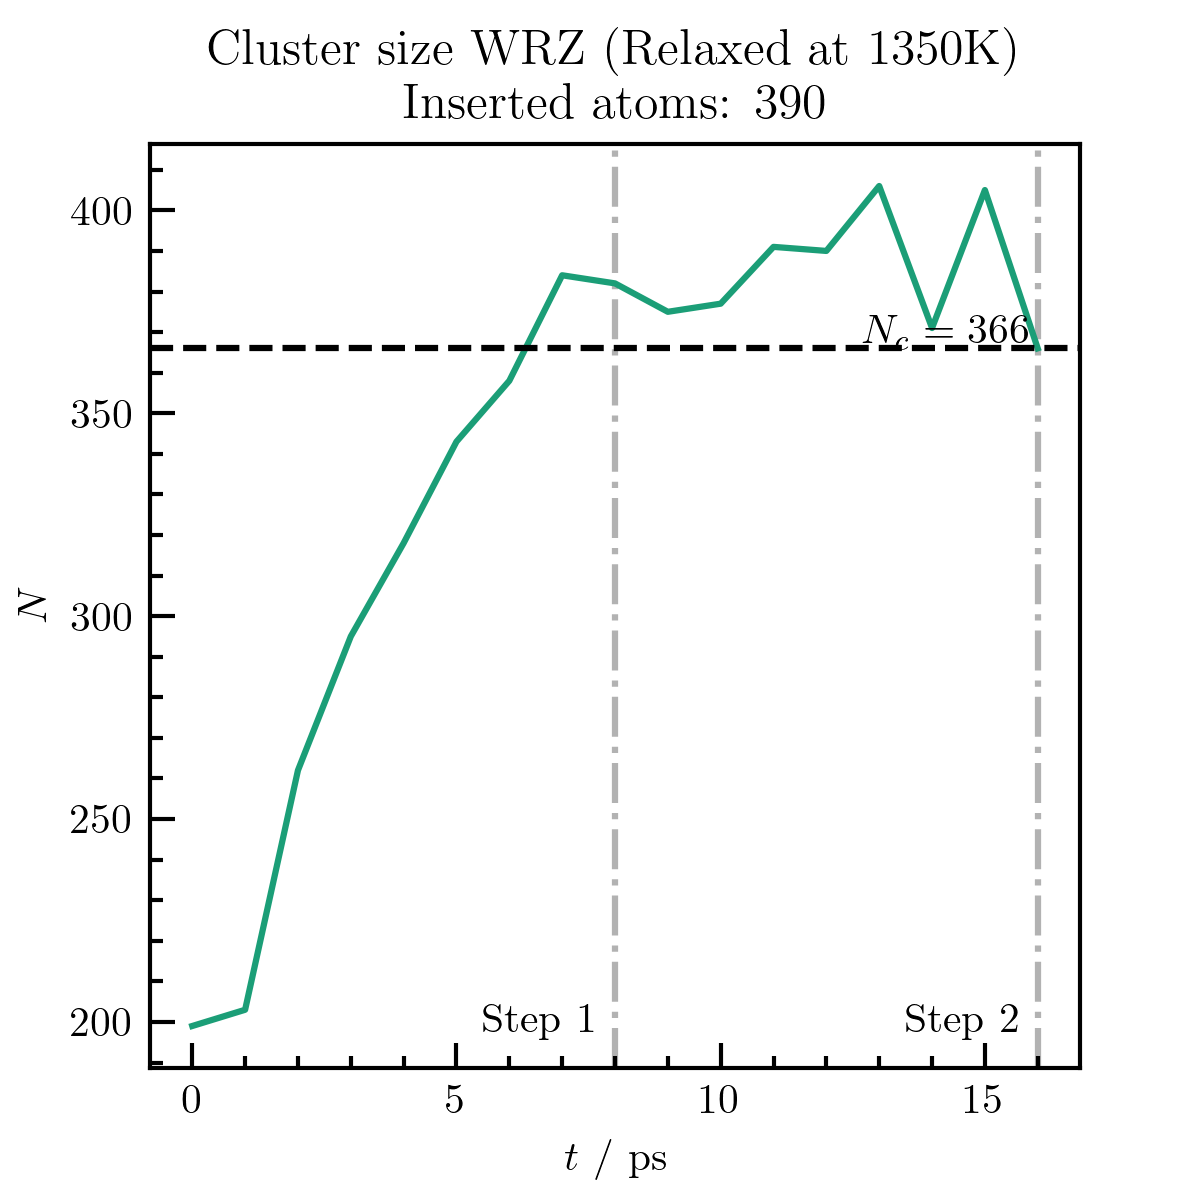 Cluster size WRZ (Relaxed at 1350K)
Inserted atoms: 390
400
350
300
250
200
N
N_c = 366
Step 1
Step 2
0
5
10
15
t / ps